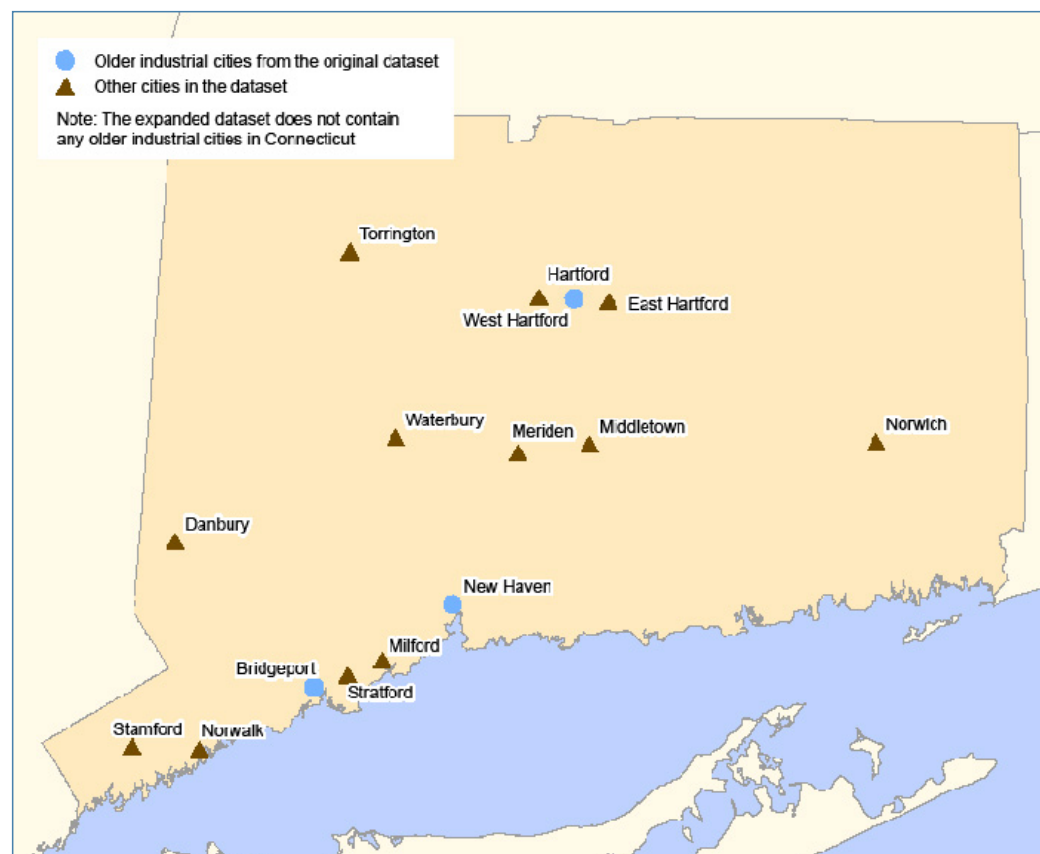 Older industrial cities from the original dataset
Other cities in the dataset
Note: The expanded dataset does not contain
any older industrial cities in Connecticut
Torrington
Hartford
West Hartford
East Hartford
Waterbury
Meriden
Middletown
Norwich
Danbury
New Haven
Milford
Bridgeport
Stratford
Stamford
Norwalk